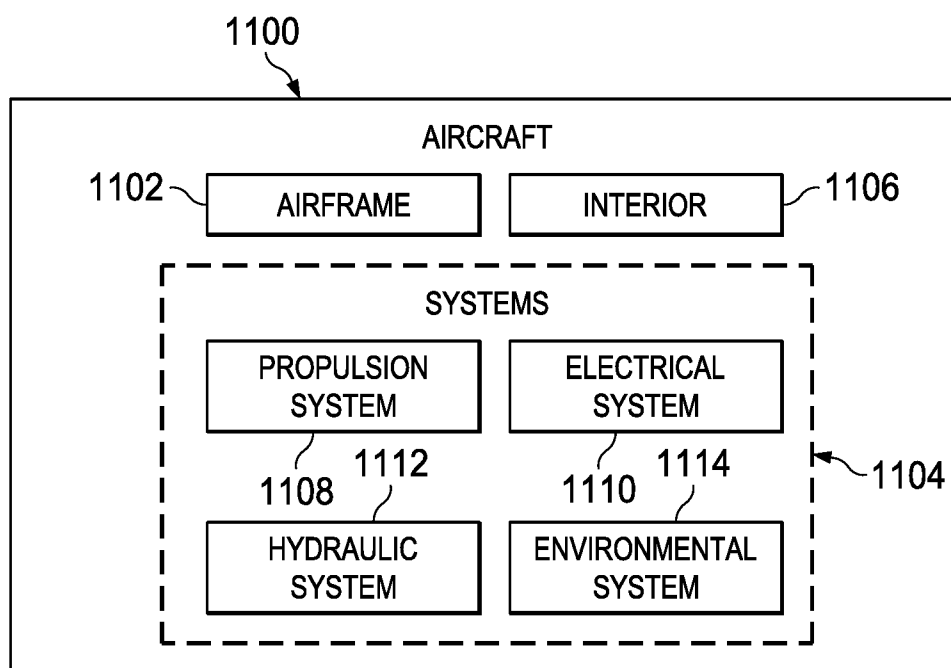 1100
AIRCRAFT
1102
AIRFRAME
INTERIOR
1106
SYSTEMS
PROPULSION
SYSTEM
ELECTRICAL
SYSTEM
1108
1112
1110
1114
1104
HYDRAULIC
SYSTEM
ENVIRONMENTAL
SYSTEM